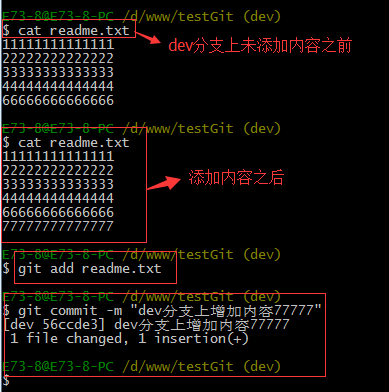 E73-8@E73-8-PC /d/www/testGit (dev)
$ cat readme.txt
dev分支上未添加内容之前
11111111111111
22222222222222
33333333333333
44444444444444
66666666666666
E73-8@E73-8-PC /d/www/testGit (dev)
$ cat readme.txt
11111111111111
22222222222222
33333333333333
44444444444444
添加内容之后
66666666666666
77777777777777
E73-8@E73-8-PC /d/www/testGit (dev)
$ git add readme.txt
E73-8@E73-8-PC /d/www/testGit (dev)
$ git commit -m "dev分支上增加内容77777"
[dev 56ccde3] dev分支上增加内容77777
1 file changed, 1 insertion(+)
E73-8@E73-8-PC /d/www/testGit (dev)
$